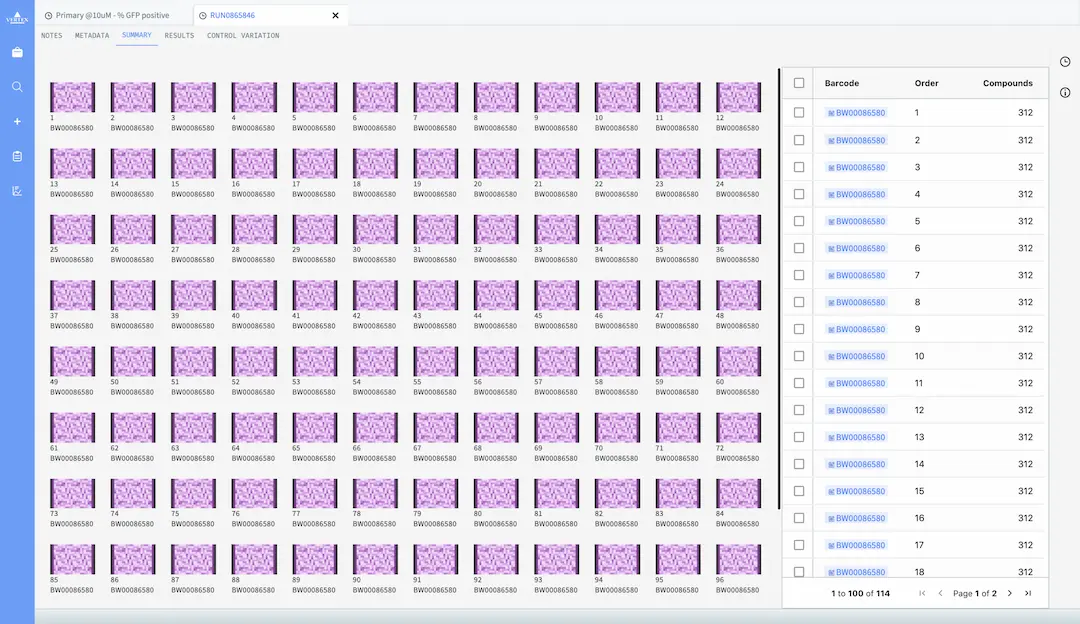 VERTEX
Primary @10uM - % GFP positive
RUN0865846
NOTES METADATA SUMMARY RESULTS CONTROL VARIATION
1 2 3 4 5 6 7 8 9 10 11 12
BW00086580 BW00086580 BW00086580 BW00086580 BW00086580 BW00086580 BW00086580 BW00086580 BW00086580 BW00086580 BW00086580 BW00086580
13 14 15 16 17 18 19 20 21 22 23 24
BW00086580 BW00086580 BW00086580 BW00086580 BW00086580 BW00086580 BW00086580 BW00086580 BW00086580 BW00086580 BW00086580 BW00086580
25 26 27 28 29 30 31 32 33 34 35 36
BW00086580 BW00086580 BW00086580 BW00086580 BW00086580 BW00086580 BW00086580 BW00086580 BW00086580 BW00086580 BW00086580 BW00086580
37 38 39 40 41 42 43 44 45 46 47 48
BW00086580 BW00086580 BW00086580 BW00086580 BW00086580 BW00086580 BW00086580 BW00086580 BW00086580 BW00086580 BW00086580 BW00086580
49 50 51 52 53 54 55 56 57 58 59 60
BW00086580 BW00086580 BW00086580 BW00086580 BW00086580 BW00086580 BW00086580 BW00086580 BW00086580 BW00086580 BW00086580 BW00086580
61 62 63 64 65 66 67 68 69 70 71 72
BW00086580 BW00086580 BW00086580 BW00086580 BW00086580 BW00086580 BW00086580 BW00086580 BW00086580 BW00086580 BW00086580 BW00086580
73 74 75 76 77 78 79 80 81 82 83 84
BW00086580 BW00086580 BW00086580 BW00086580 BW00086580 BW00086580 BW00086580 BW00086580 BW00086580 BW00086580 BW00086580 BW00086580
85 86 87 88 89 90 91 92 93 94 95 96
BW00086580 BW00086580 BW00086580 BW00086580 BW00086580 BW00086580 BW00086580 BW00086580 BW00086580 BW00086580 BW00086580 BW00086580
Barcode Order Compounds
BW00086580 1 312
BW00086580 2 312
BW00086580 3 312
BW00086580 4 312
BW00086580 5 312
BW00086580 6 312
BW00086580 7 312
BW00086580 8 312
BW00086580 9 312
BW00086580 10 312
BW00086580 11 312
BW00086580 12 312
BW00086580 13 312
BW00086580 14 312
BW00086580 15 312
BW00086580 16 312
BW00086580 17 312
BW00086580 18 312
1 to 100 of 114 Page 1 of 2